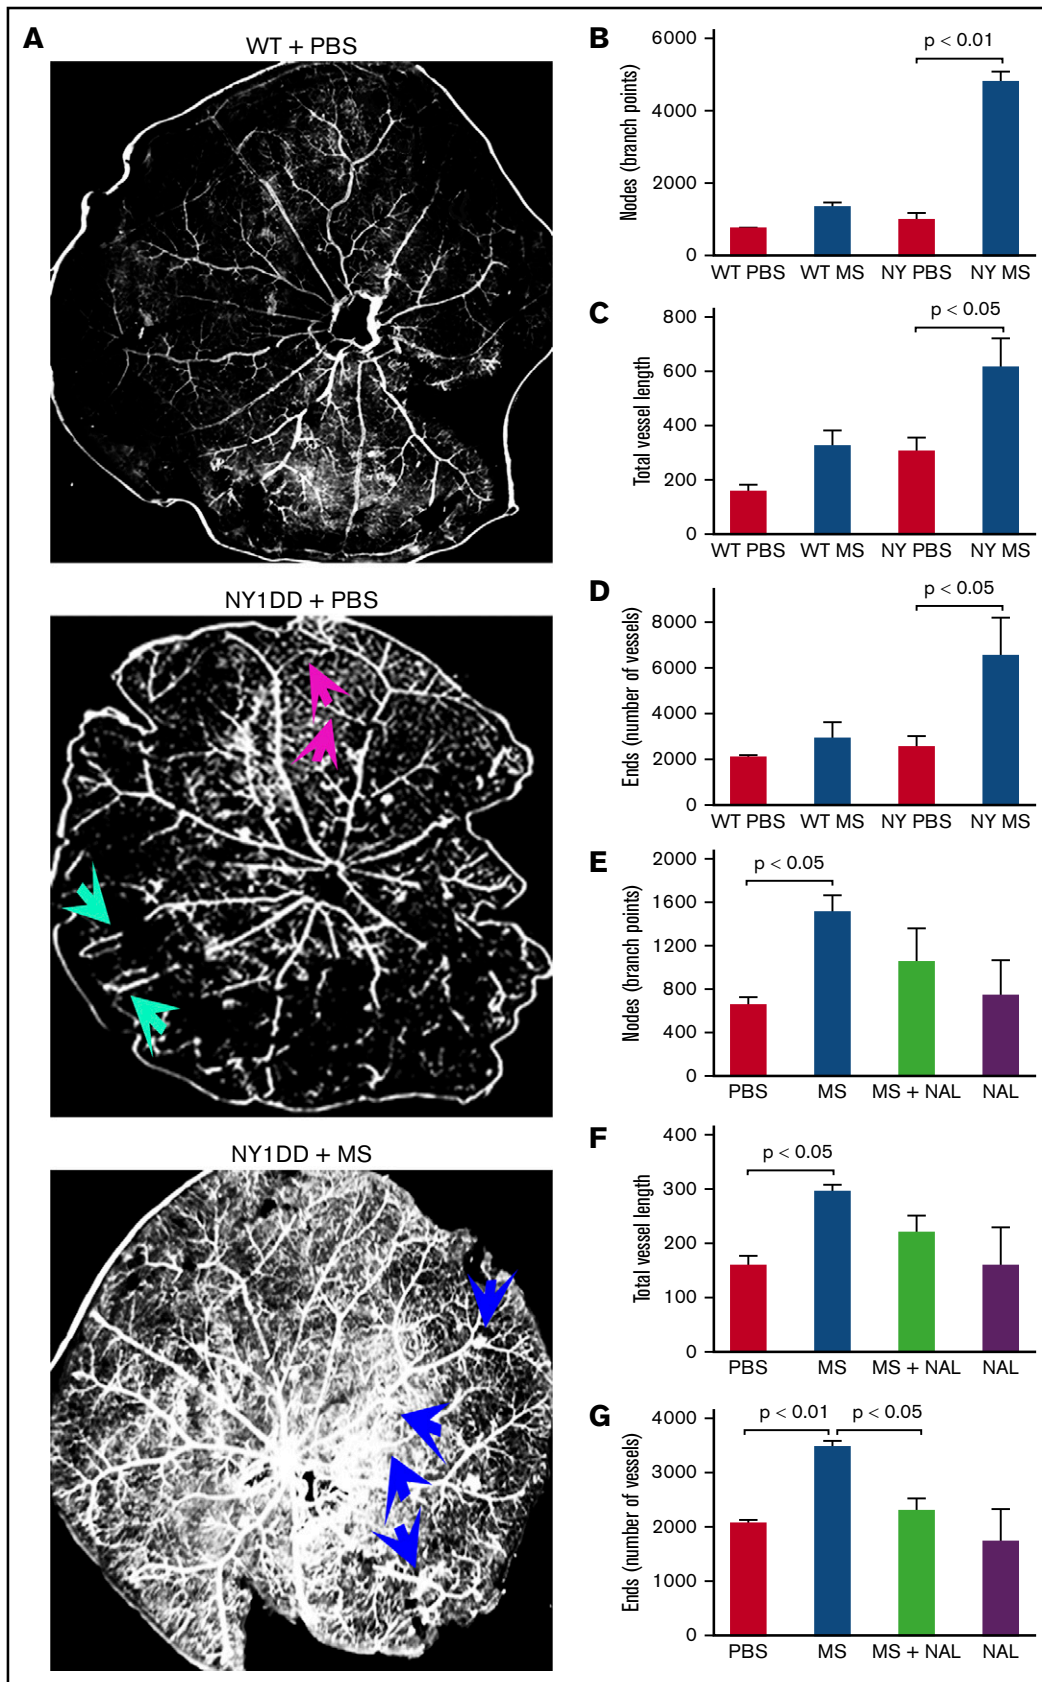 A
WT + PBS
NY1DD + PBS
NY1DD + MS
B
Nodes (branch points)
6000
4000
2000
0
p < 0.01
WT PBS WT MS NY PBS NY MS
C
Total vessel length
800
600
400
200
0
p < 0.05
WT PBS WT MS NY PBS NY MS
D
Ends (number of vessels)
8000
6000
4000
2000
0
p < 0.05
WT PBS WT MS NY PBS NY MS
E
Nodes (branch points)
2000
1600
1200
800
400
0
p < 0.05
PBS MS MS + NAL NAL
F
Total vessel length
400
300
200
100
0
p < 0.05
PBS MS MS + NAL NAL
G
Ends (number of vessels)
4000
3000
2000
1000
0
p < 0.01 p < 0.05
PBS MS MS + NAL NAL